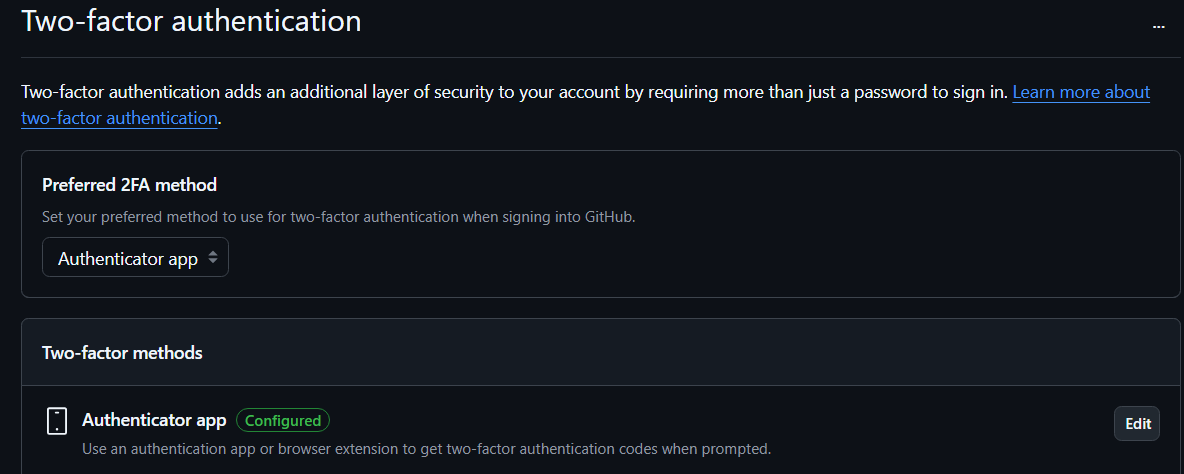 Two-factor authentication
...
Two-factor authentication adds an additional layer of security to your account by requiring more than just a password to sign in. Learn more about
two-factor authentication.
Preferred 2FA method
Set your preferred method to use for two-factor authentication when signing into GitHub.
Authenticator app
Two-factor methods
Authenticator app Configured
Edit
Use an authentication app or browser extension to get two-factor authentication codes when prompted.